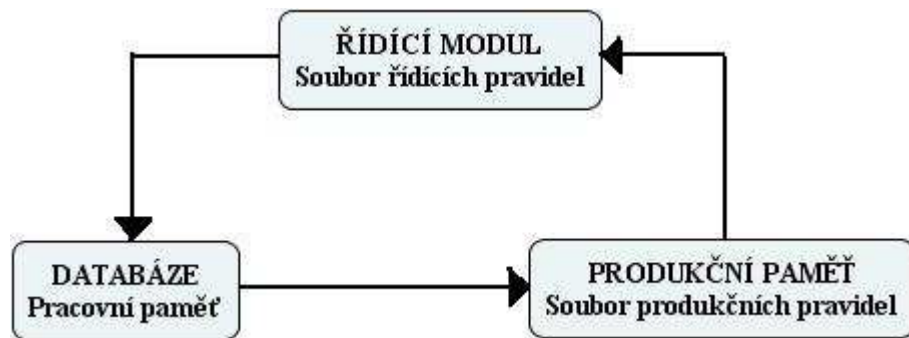 ŘÍDÍCÍ MODUL
Soubor řídících pravidel
DATABÁZE
Pracovní paměť
PRODUKČNÍ PAMĚŤ
Soubor produkčních pravidel